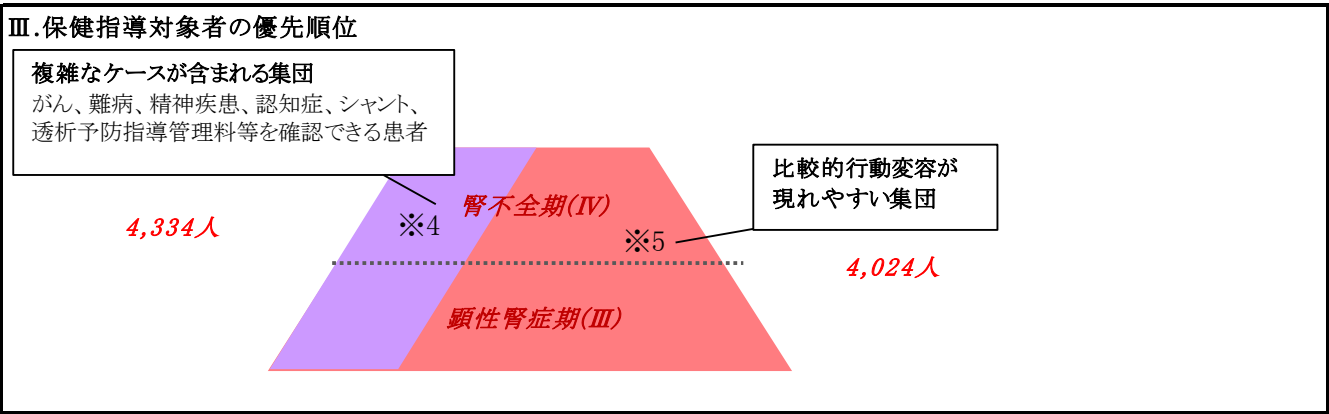 Ⅲ.保健指導対象者の優先順位
複雑なケースが含まれる集団
がん、難病、精神疾患、認知症、シャント、
透析予防指導管理料等を確認できる患者
比較的行動変容が
現れやすい集団
腎不全期(Ⅳ)
4,334人
※4
※5
4,024人
顕性腎症期(Ⅲ)